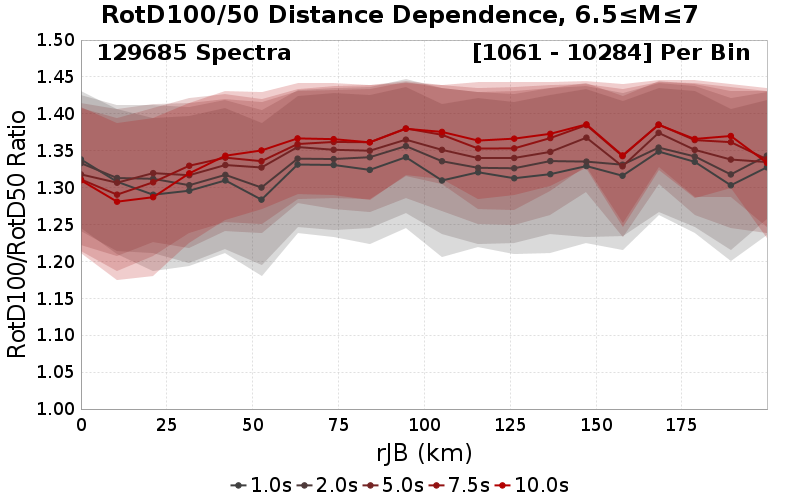 RotD100/50 Distance Dependence, 6.5≤M≤7
129685 Spectra
[1061 - 10284] Per Bin
RotD100/RotD50 Ratio
1.50
1.45
1.40
1.35
1.30
1.25
1.20
1.15
1.10
1.05
1.00
0 25 50 75 100 125 150 175
rJB (km)
1.0s 2.0s 5.0s 7.5s 10.0s